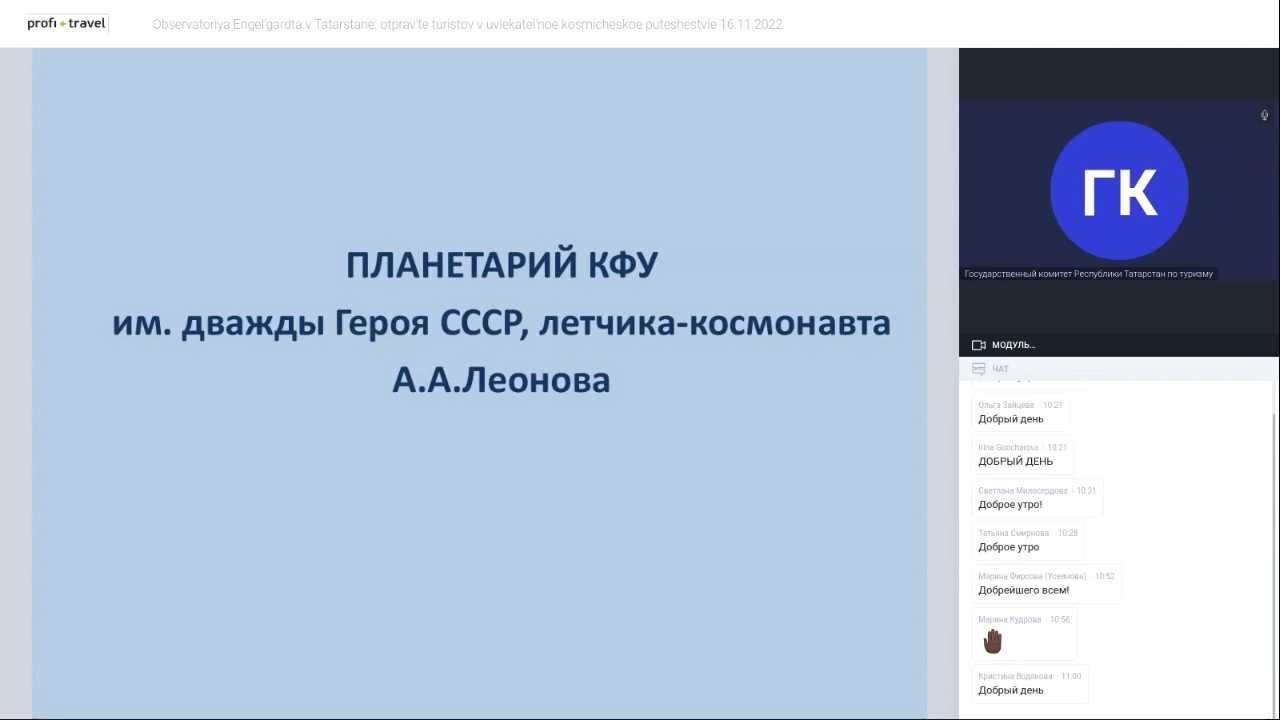 profi travel
Observatoriya Engel'gardta v Tatarstane: otprav'te turistov v uvlekatel'noe kosmicheskoe puteshestvie 16.11.2022
ПЛАНЕТАРИЙ КФУ
им. дважды Героя СССР, летчика-космонавта
А.А.Леонова
ГК
Государственный комитет Республики Татарстан по туризму
МОДУЛЬ...
ЧАТ
Ольга Зайцева 10:21
Добрый день
Irina Goncharova 10:21
ДОБРЫЙ ДЕНЬ
Светлана Милосердова 10:21
Доброе утро!
Татьяна Смирнова 10:28
Доброе утро
Марина Фирсова (Усеинова) 10:52
Добрейшего всем!
Марина Кудрова 10:56
Кристина Водякова 11:00
Добрый день